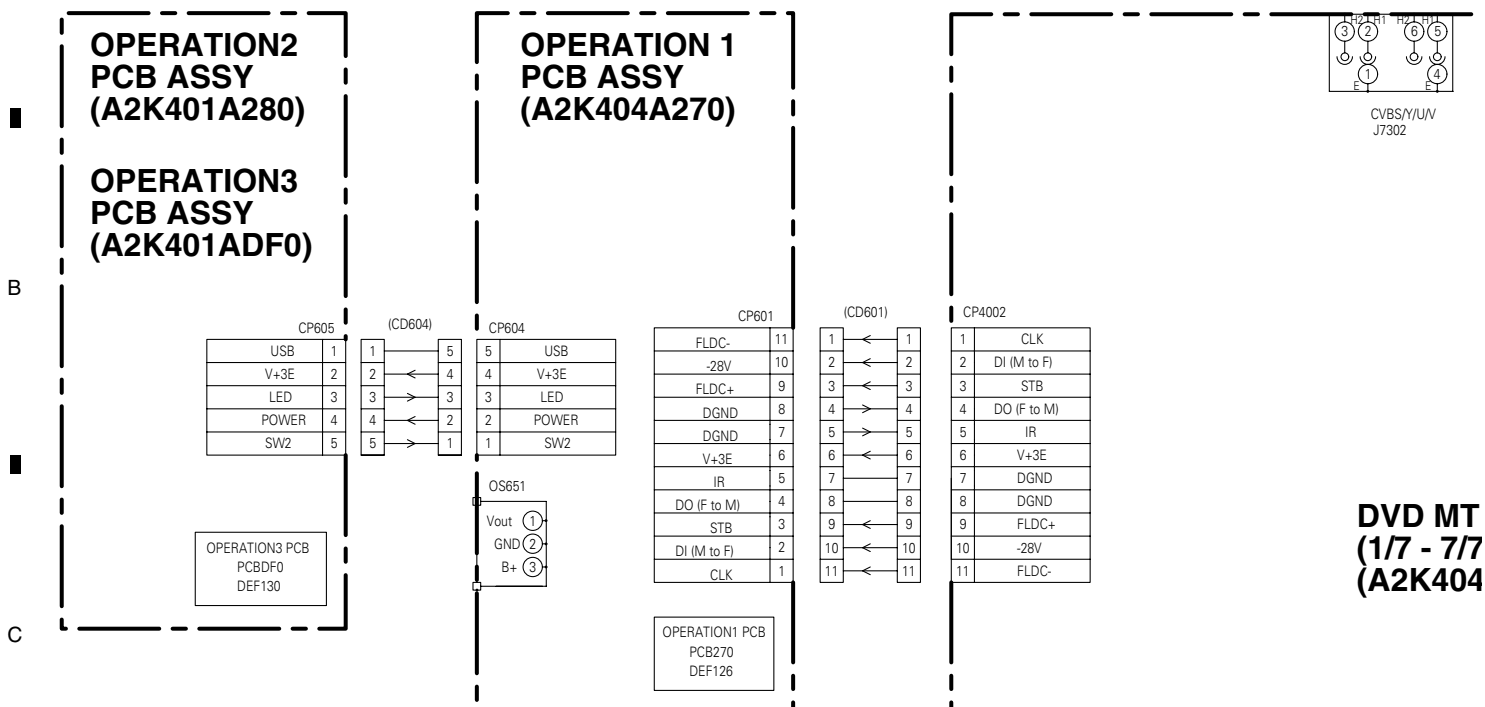 OPERATION2
PCB ASSY
(A2K401A280)
OPERATION3
PCB ASSY
(A2K401ADF0)
OPERATION 1
PCB ASSY
(A2K404A270)
3 H2 2 H1 H2 6 H1 5
1 4
E E
CVBS/Y/U/V
J7302
B
CP605 (CD604) CP604
USB 1 1 5 5 USB
V+3E 2 2 4 4 V+3E
LED 3 3 3 3 LED
POWER 4 4 2 2 POWER
SW2 5 5 1 1 SW2
CP601 (CD601) CP4002
FLDC- 11 1 1 1 CLK
-28V 10 2 2 2 DI (M to F)
FLDC+ 9 3 3 3 STB
DGND 8 4 4 4 DO (F to M)
DGND 7 5 5 5 IR
V+3E 6 6 6 6 V+3E
IR 5 7 7 7 DGND
DO (F to M) 4 8 8 8 DGND
STB 3 9 9 9 FLDC+
DI (M to F) 2 10 10 10 -28V
CLK 1 11 11 11 FLDC-
OS651
Vout 1
GND 2
B+ 3
OPERATION3 PCB
PCBDF0
DEF130
OPERATION1 PCB
PCB270
DEF126
DVD MT
(1/7 - 7/7
(A2K404
C